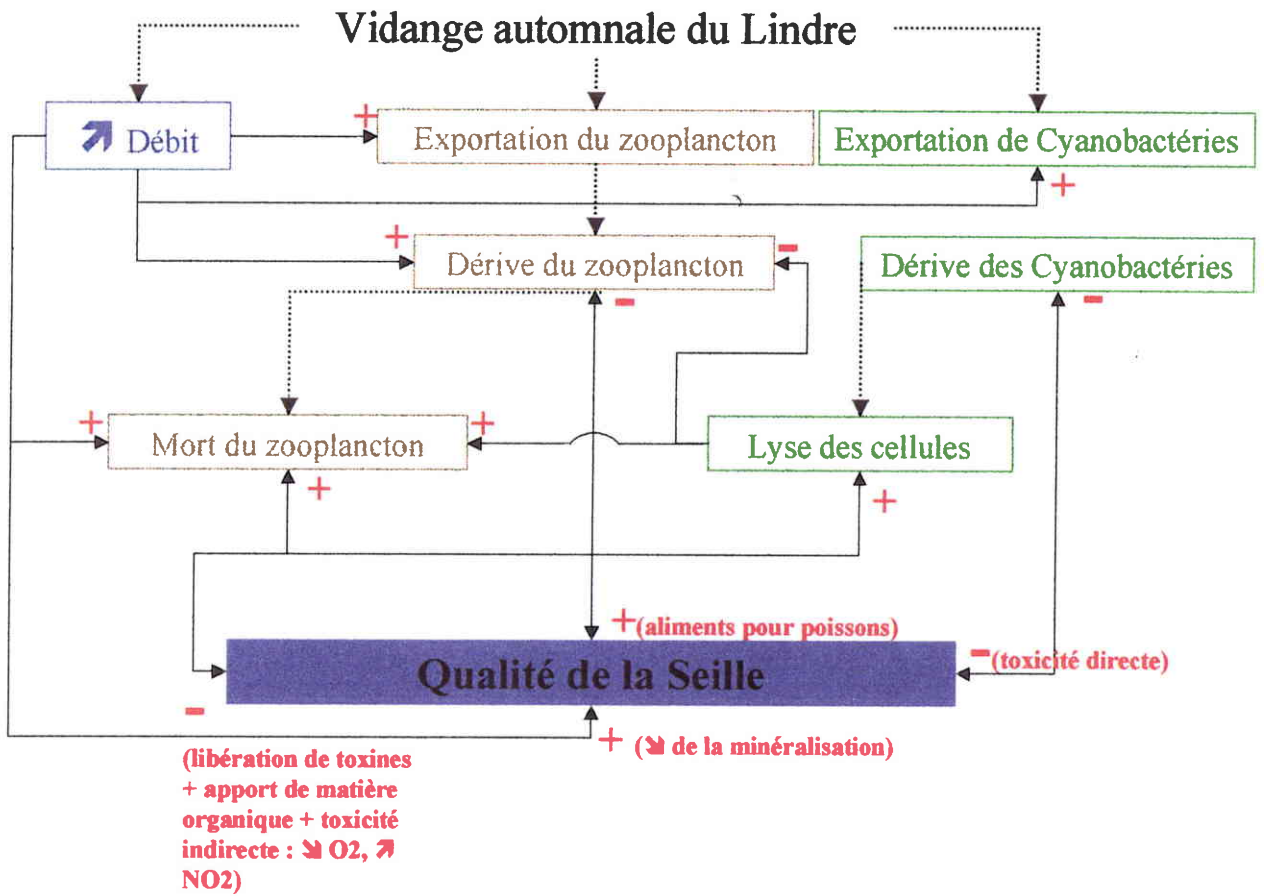 Vidange automnale du Lindre
↗ Débit
+
Exportation du zooplancton
Exportation de Cyanobactéries
+
+
Dérive du zooplancton
-
-
Dérive des Cyanobactéries
-
+
Mort du zooplancton
+
+
Lyse des cellules
+
+(aliments pour poissons)
Qualité de la Seille
-(toxicité directe)
-
+ (↘ de la minéralisation)
(libération de toxines
+ apport de matière
organique + toxicité
indirecte : ↘ O2, ↗
NO2)